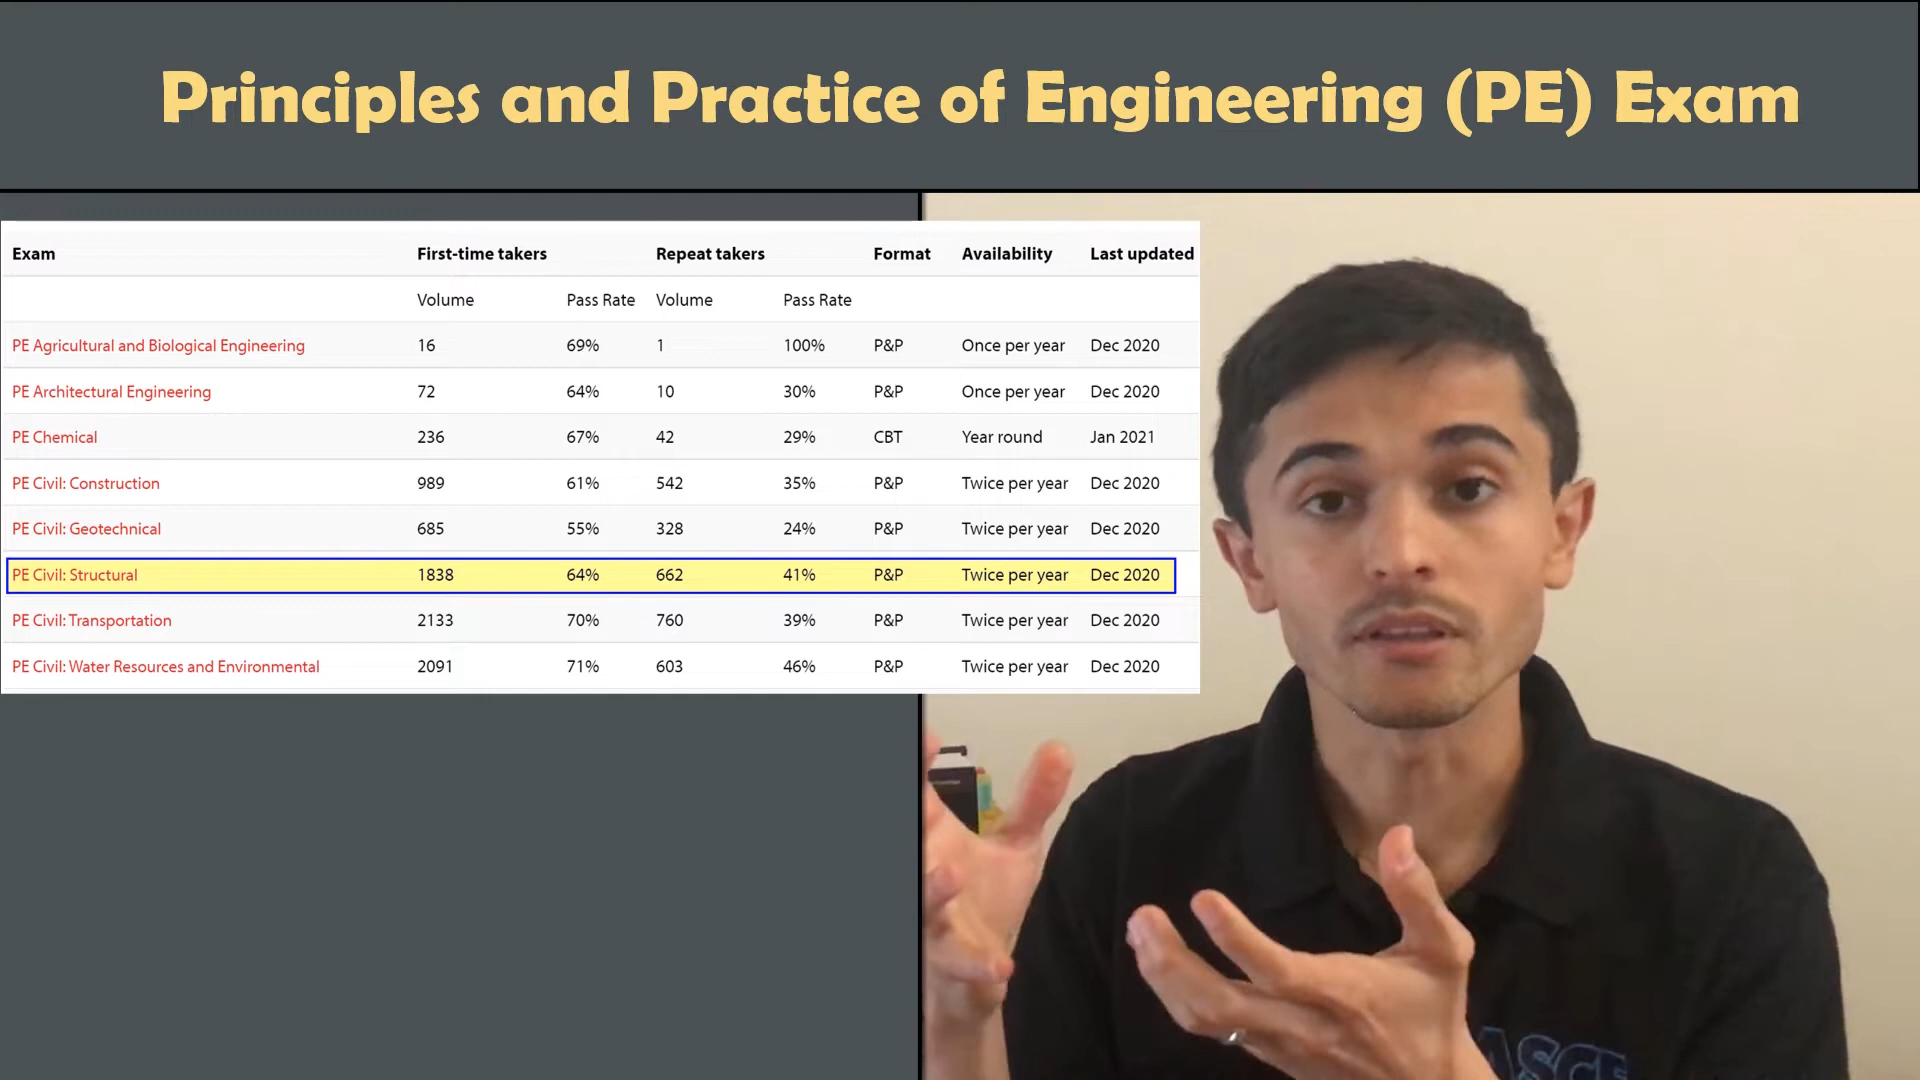 Principles and Practice of Engineering (PE) Exam
Exam First-time takers Repeat takers Format Availability Last updated
Volume Pass Rate Volume Pass Rate
PE Agricultural and Biological Engineering 16 69% 1 100% P&P Once per year Dec 2020
PE Architectural Engineering 72 64% 10 30% P&P Once per year Dec 2020
PE Chemical 236 67% 42 29% CBT Year round Jan 2021
PE Civil: Construction 989 61% 542 35% P&P Twice per year Dec 2020
PE Civil: Geotechnical 685 55% 328 24% P&P Twice per year Dec 2020
PE Civil: Structural 1838 64% 662 41% P&P Twice per year Dec 2020
PE Civil: Transportation 2133 70% 760 39% P&P Twice per year Dec 2020
PE Civil: Water Resources and Environmental 2091 71% 603 46% P&P Twice per year Dec 2020
ASCE